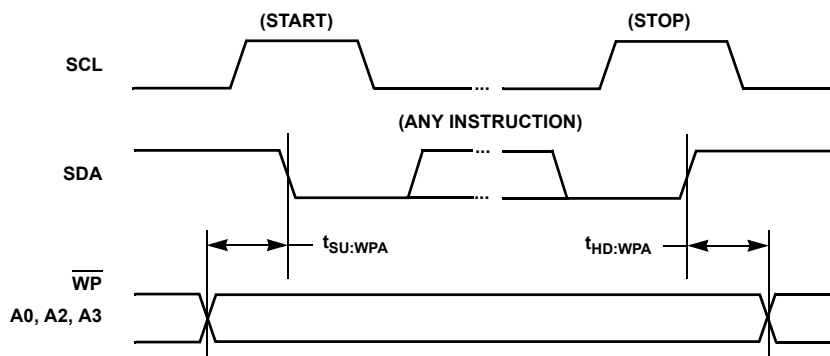 (START)
(STOP)
SCL
...
(ANY INSTRUCTION)
SDA
...
...
tSU:WPA
tHD:WPA
WP
A0, A2, A3